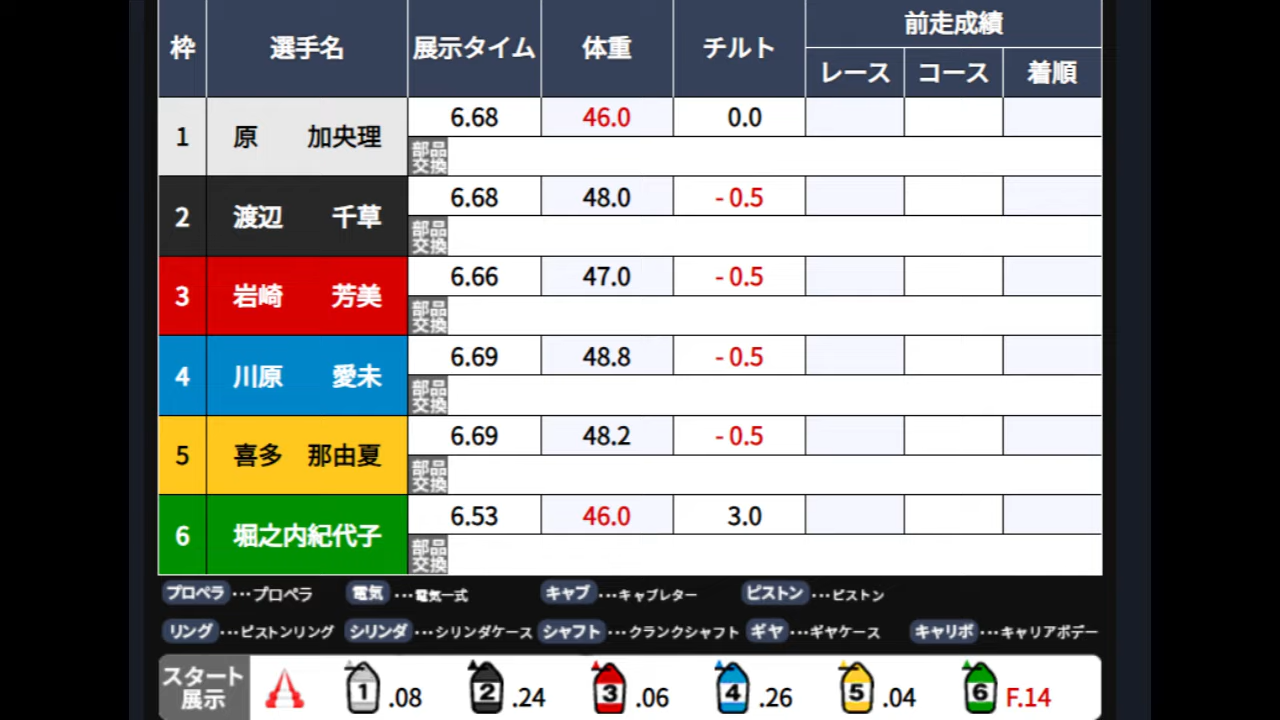 枠 選手名 展示タイム 体重 チルト 前走成績
レース コース 着順
1 原 加央理 6.68 46.0 0.0
部品交換
2 渡辺 千草 6.68 48.0 -0.5
部品交換
3 岩崎 芳美 6.66 47.0 -0.5
部品交換
4 川原 愛未 6.69 48.8 -0.5
部品交換
5 喜多 那由夏 6.69 48.2 -0.5
部品交換
6 堀之内紀代子 6.53 46.0 3.0
部品交換
プロペラ…プロペラ 電気…電気一式 キャブ…キャブレター ピストン…ピストン
リング…ピストンリング シリンダ…シリンダケース シャフト…クランクシャフト ギヤ…ギヤケース キャリボ…キャリアボデー
スタート展示 1 .08 2 .24 3 .06 4 .26 5 .04 6 F.14